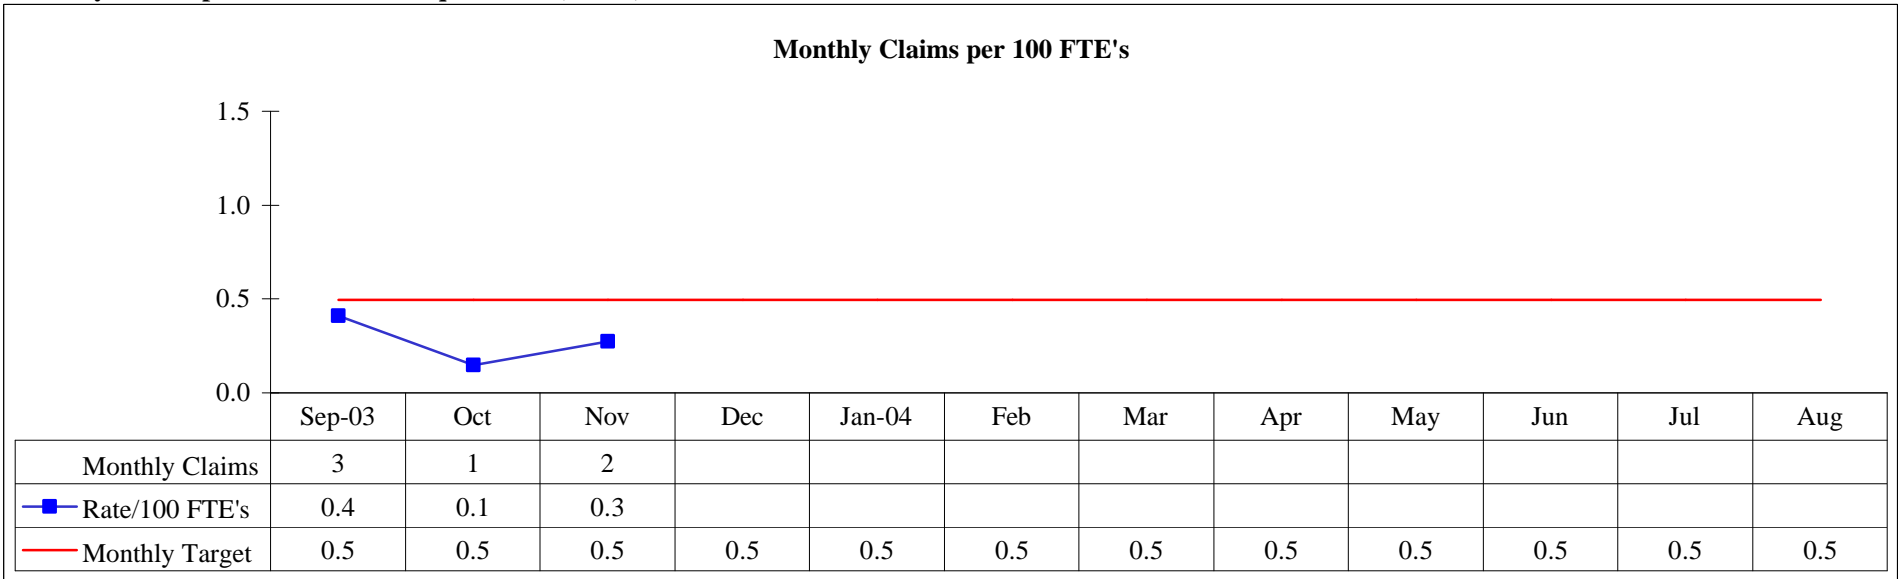 Monthly Claims per 100 FTE's
1.5
1.0
0.5
0.0
Sep-03 Oct Nov Dec Jan-04 Feb Mar Apr May Jun Jul Aug
Monthly Claims 3 1 2
Rate/100 FTE's 0.4 0.1 0.3
Monthly Target 0.5 0.5 0.5 0.5 0.5 0.5 0.5 0.5 0.5 0.5 0.5 0.5